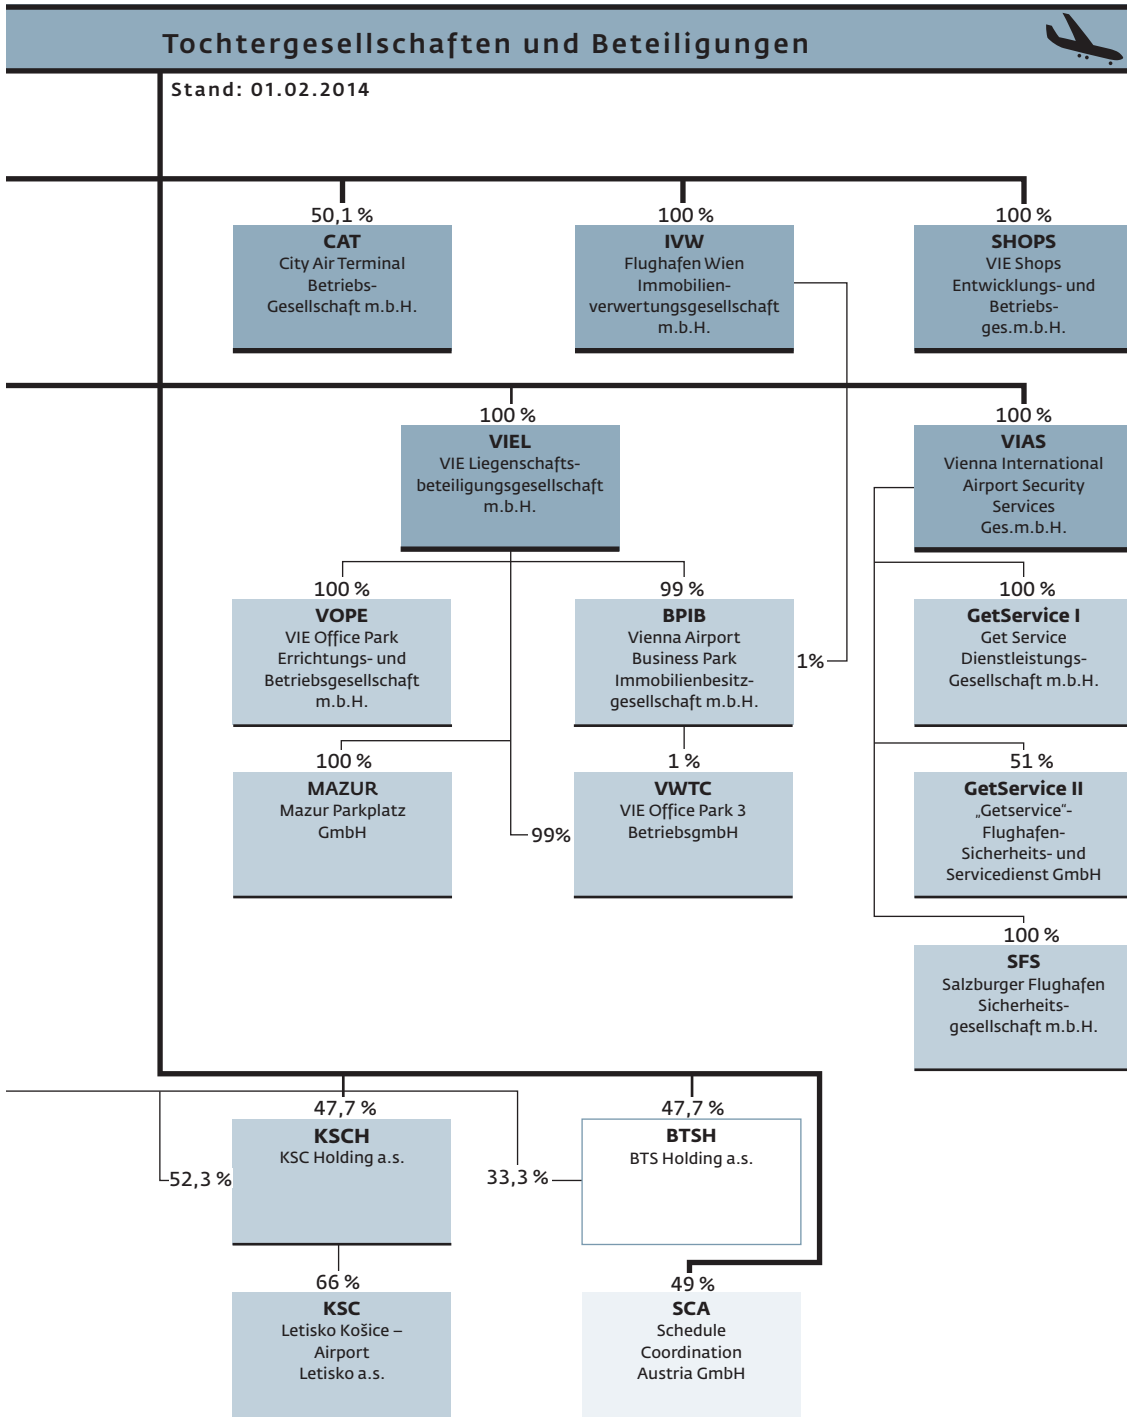 Tochtergesellschaften und Beteiligungen
Stand: 01.02.2014
50,1 %
CAT
City Air Terminal
Betriebs-
Gesellschaft m.b.H.
100 %
IVW
Flughafen Wien
Immobilien-
verwertungsgesellschaft
m.b.H.
100 %
SHOPS
VIE Shops
Entwicklungs- und
Betriebs-
ges.m.b.H.
100 %
VIEL
VIE Liegenschafts-
beteiligungsgesellschaft
m.b.H.
100 %
VIAS
Vienna International
Airport Security
Services
Ges.m.b.H.
100 %
VOPE
VIE Office Park
Errichtungs- und
Betriebsgesellschaft
m.b.H.
99 %
BPIB
Vienna Airport
Business Park
Immobilienbesitz-
gesellschaft m.b.H.
1%
100 %
GetService I
Get Service
Dienstleistungs-
Gesellschaft m.b.H.
100 %
MAZUR
Mazur Parkplatz
GmbH
99%
1 %
VWTC
VIE Office Park 3
BetriebsgmbH
51 %
GetService II
„Getservice“-
Flughafen-
Sicherheits- und
Servicedienst GmbH
100 %
SFS
Salzburger Flughafen
Sicherheits-
gesellschaft m.b.H.
47,7 %
KSCH
KSC Holding a.s.
52,3 %
47,7 %
BTSH
BTS Holding a.s.
33,3 %
66 %
KSC
Letisko Košice –
Airport
Letisko a.s.
49 %
SCA
Schedule
Coordination
Austria GmbH